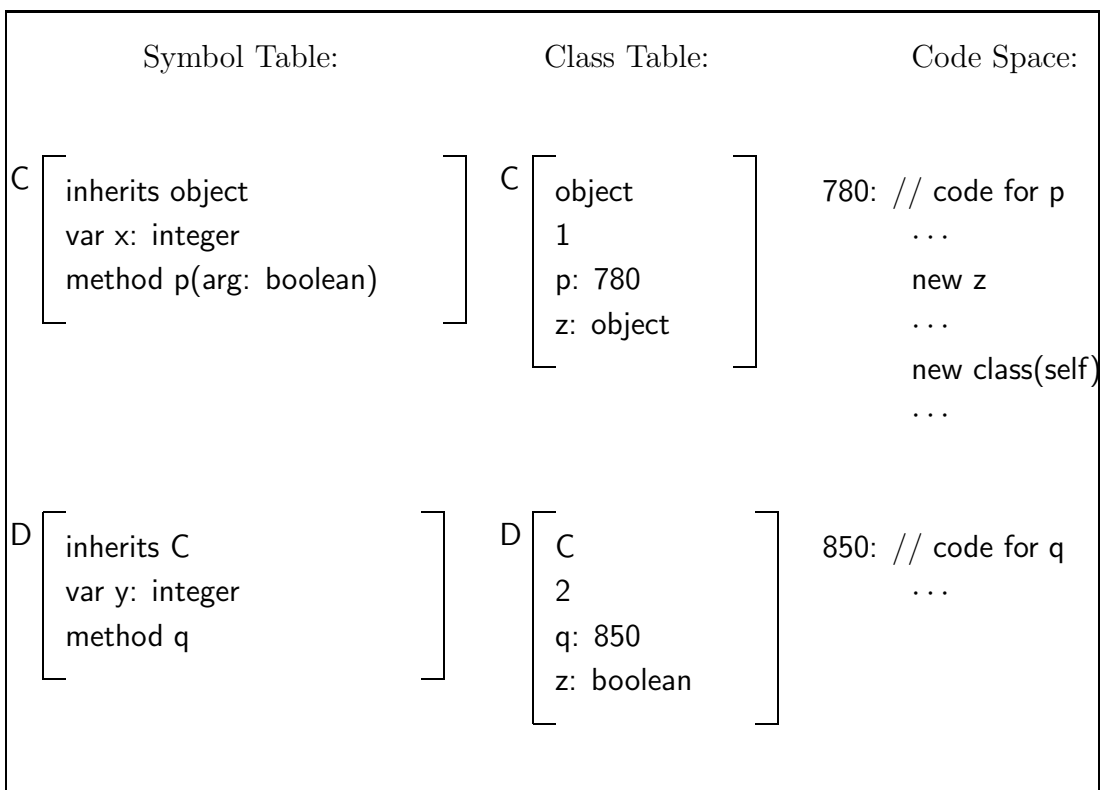 Symbol Table: Class Table: Code Space:
C inherits object C object 780: // code for p
var x: integer 1 · · ·
method p(arg: boolean) p: 780 new z
z: object · · ·
new class(self)
· · ·
D inherits C D C 850: // code for q
var y: integer 2 · · ·
method q q: 850
z: boolean